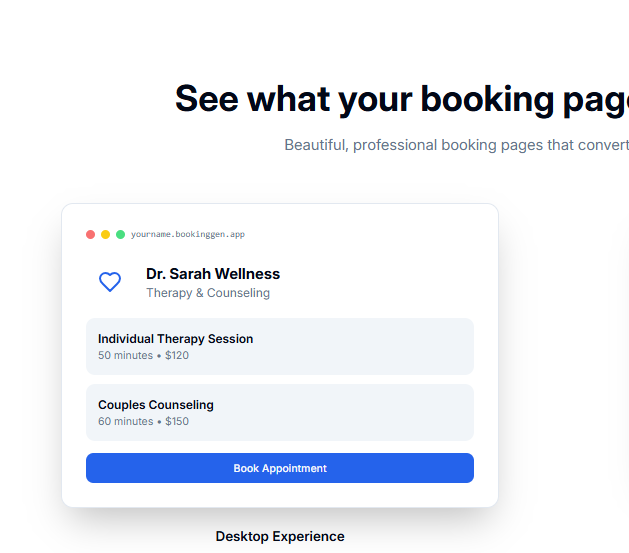 See what your booking pag
Beautiful, professional booking pages that convert
yourname.bookinggen.app
Dr. Sarah Wellness
Therapy & Counseling
Individual Therapy Session
50 minutes • $120
Couples Counseling
60 minutes • $150
Book Appointment
Desktop Experience